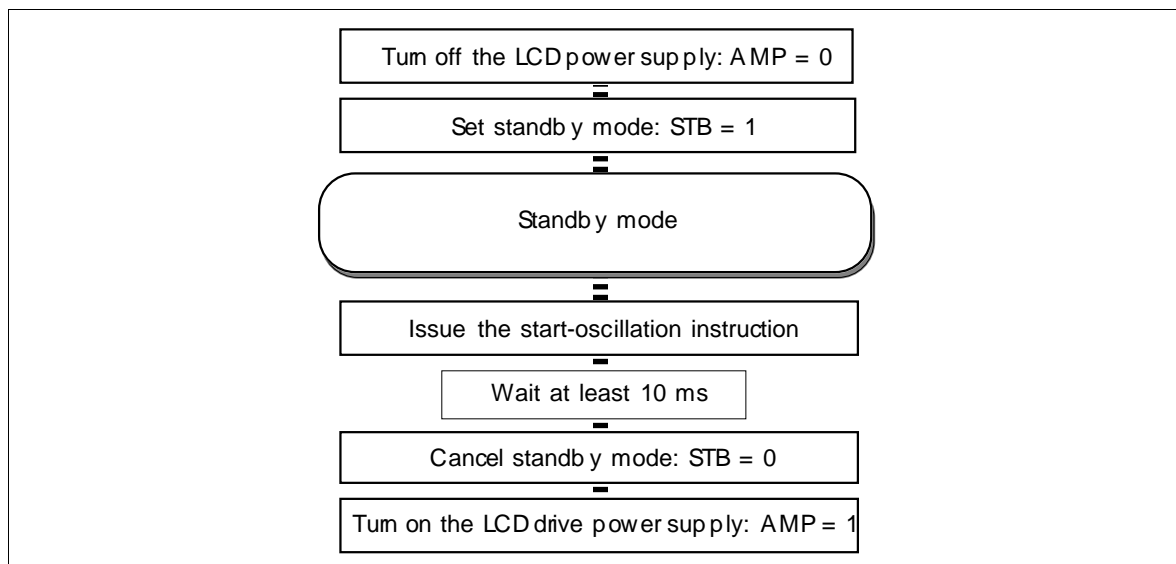 Turn off the LCD power supply: AMP = 0
Set standby mode: STB = 1
Standby mode
Issue the start-oscillation instruction
Wait at least 10 ms
Cancel standby mode: STB = 0
Turn on the LCD drive power supply: AMP = 1